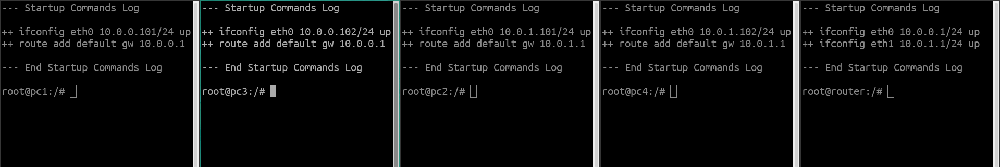 --- Startup Commands Log
++ ifconfig eth0 10.0.0.101/24 up
++ route add default gw 10.0.0.1
--- End Startup Commands Log
root@pc1:/#
--- Startup Commands Log
++ ifconfig eth0 10.0.0.102/24 up
++ route add default gw 10.0.0.1
--- End Startup Commands Log
root@pc3:/#
--- Startup Commands Log
++ ifconfig eth0 10.0.1.101/24 up
++ route add default gw 10.0.1.1
--- End Startup Commands Log
root@pc2:/#
--- Startup Commands Log
++ ifconfig eth0 10.0.1.102/24 up
++ route add default gw 10.0.1.1
--- End Startup Commands Log
root@pc4:/#
--- Startup Commands Log
++ ifconfig eth0 10.0.0.1/24 up
++ ifconfig eth1 10.0.1.1/24 up
--- End Startup Commands Log
root@router:/#